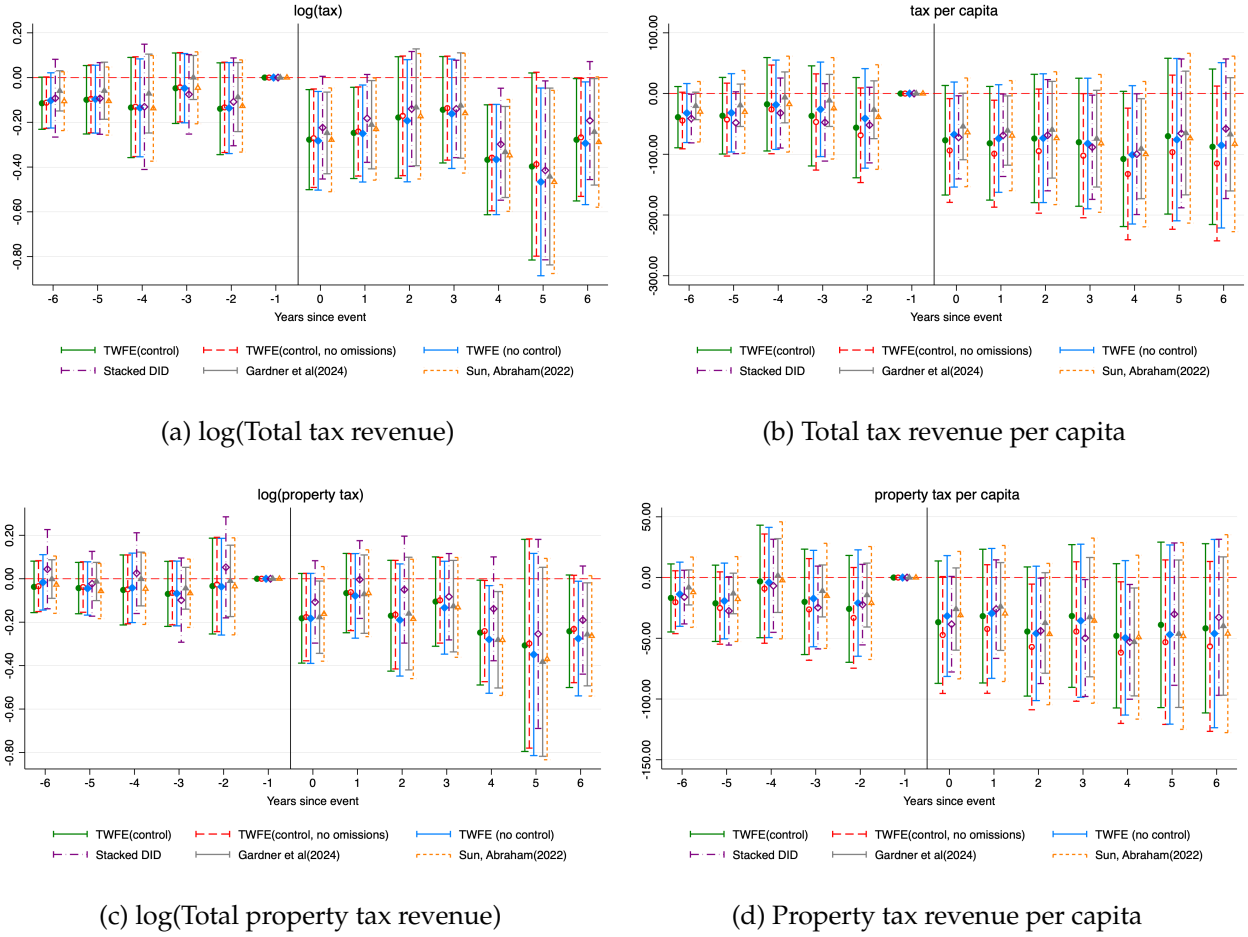 log(tax)
0.20
0.00
-0.20
-0.40
-0.60
-0.80
-6 -5 -4 -3 -2 -1 0 1 2 3 4 5 6
Years since event
TWFE(control) TWFE(control, no omissions) TWFE (no control)
Stacked DID Gardner et al(2024) Sun, Abraham(2022)
(a) log(Total tax revenue)
tax per capita
100.00
0.00
-100.00
-200.00
-300.00
-6 -5 -4 -3 -2 -1 0 1 2 3 4 5 6
Years since event
TWFE(control) TWFE(control, no omissions) TWFE (no control)
Stacked DID Gardner et al(2024) Sun, Abraham(2022)
(b) Total tax revenue per capita
log(property tax)
0.20
0.00
-0.20
-0.40
-0.60
-0.80
-6 -5 -4 -3 -2 -1 0 1 2 3 4 5 6
Years since event
TWFE(control) TWFE(control, no omissions) TWFE (no control)
Stacked DID Gardner et al(2024) Sun, Abraham(2022)
(c) log(Total property tax revenue)
property tax per capita
50.00
0.00
-50.00
-100.00
-150.00
-6 -5 -4 -3 -2 -1 0 1 2 3 4 5 6
Years since event
TWFE(control) TWFE(control, no omissions) TWFE (no control)
Stacked DID Gardner et al(2024) Sun, Abraham(2022)
(d) Property tax revenue per capita